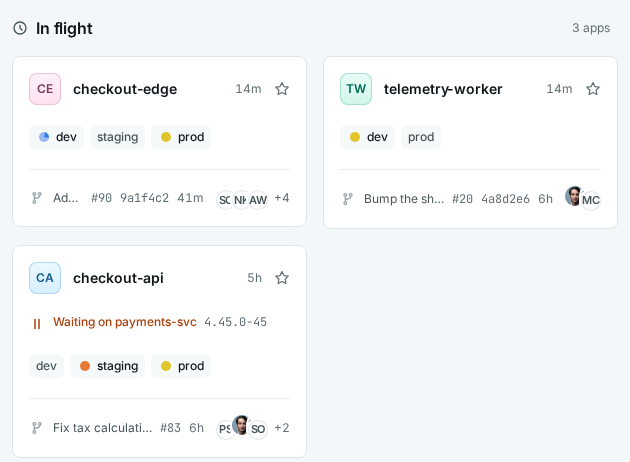 In flight
3 apps
CE checkout-edge 14m
dev staging prod
Ad... #90 9a1f4c2 41m AW +4
TW telemetry-worker 14m
dev prod
Bump the sh... #20 4a8d2e6 6h MC
CA checkout-api 5h
Waiting on payments-svc 4.45.0-45
dev staging prod
Fix tax calculati... #83 6h SO +2